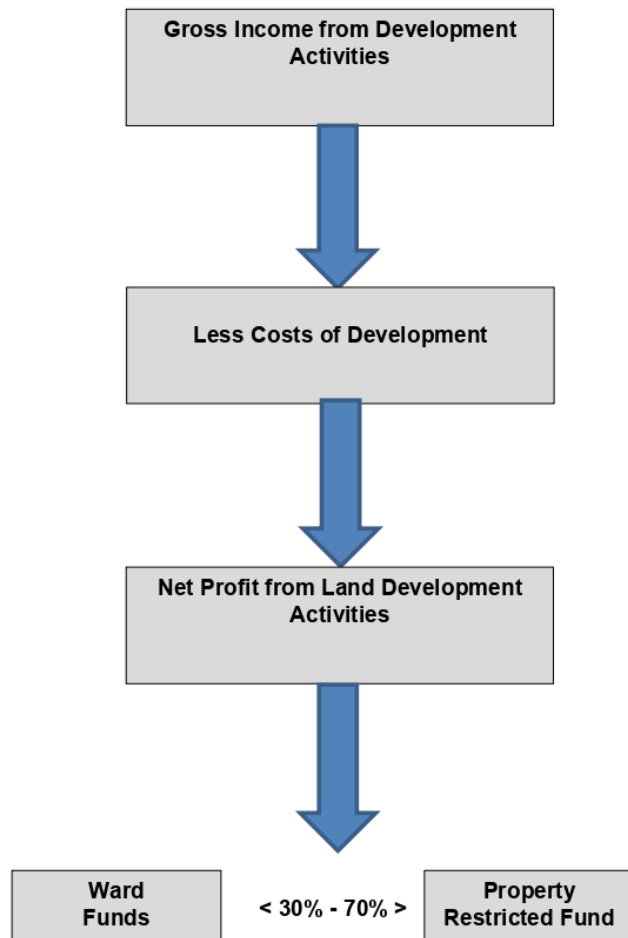 Gross Income from Development
Activities
Less Costs of Development
Net Profit from Land Development
Activities
Ward
Funds
< 30% - 70% >
Property
Restricted Fund